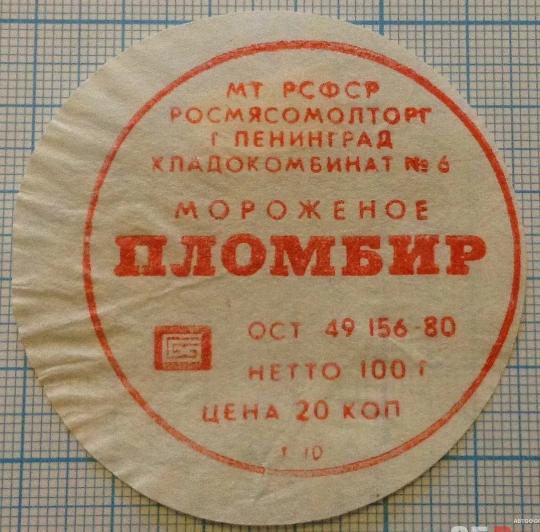 МТ РСФСР
РОСМЯСОМОЛТОРГ
Г ЛЕНИНГРАД
ХЛАДОКОМБИНАТ № 6
МОРОЖЕНОЕ
ПЛОМБИР
ОСТ 49 156-80
НЕТТО 100 Г
ЦЕНА 20 КОП